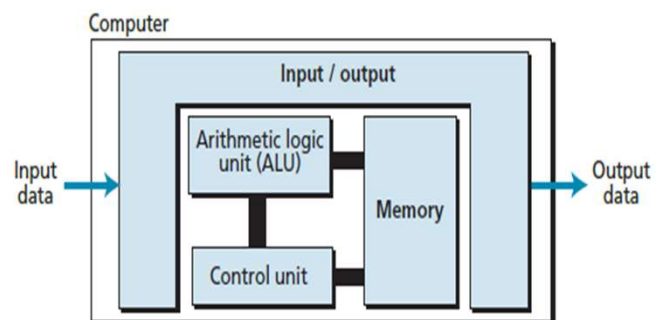 Computer
Input / output
Arithmetic logic
unit (ALU)
Memory
Control unit
Input
data
Output
data